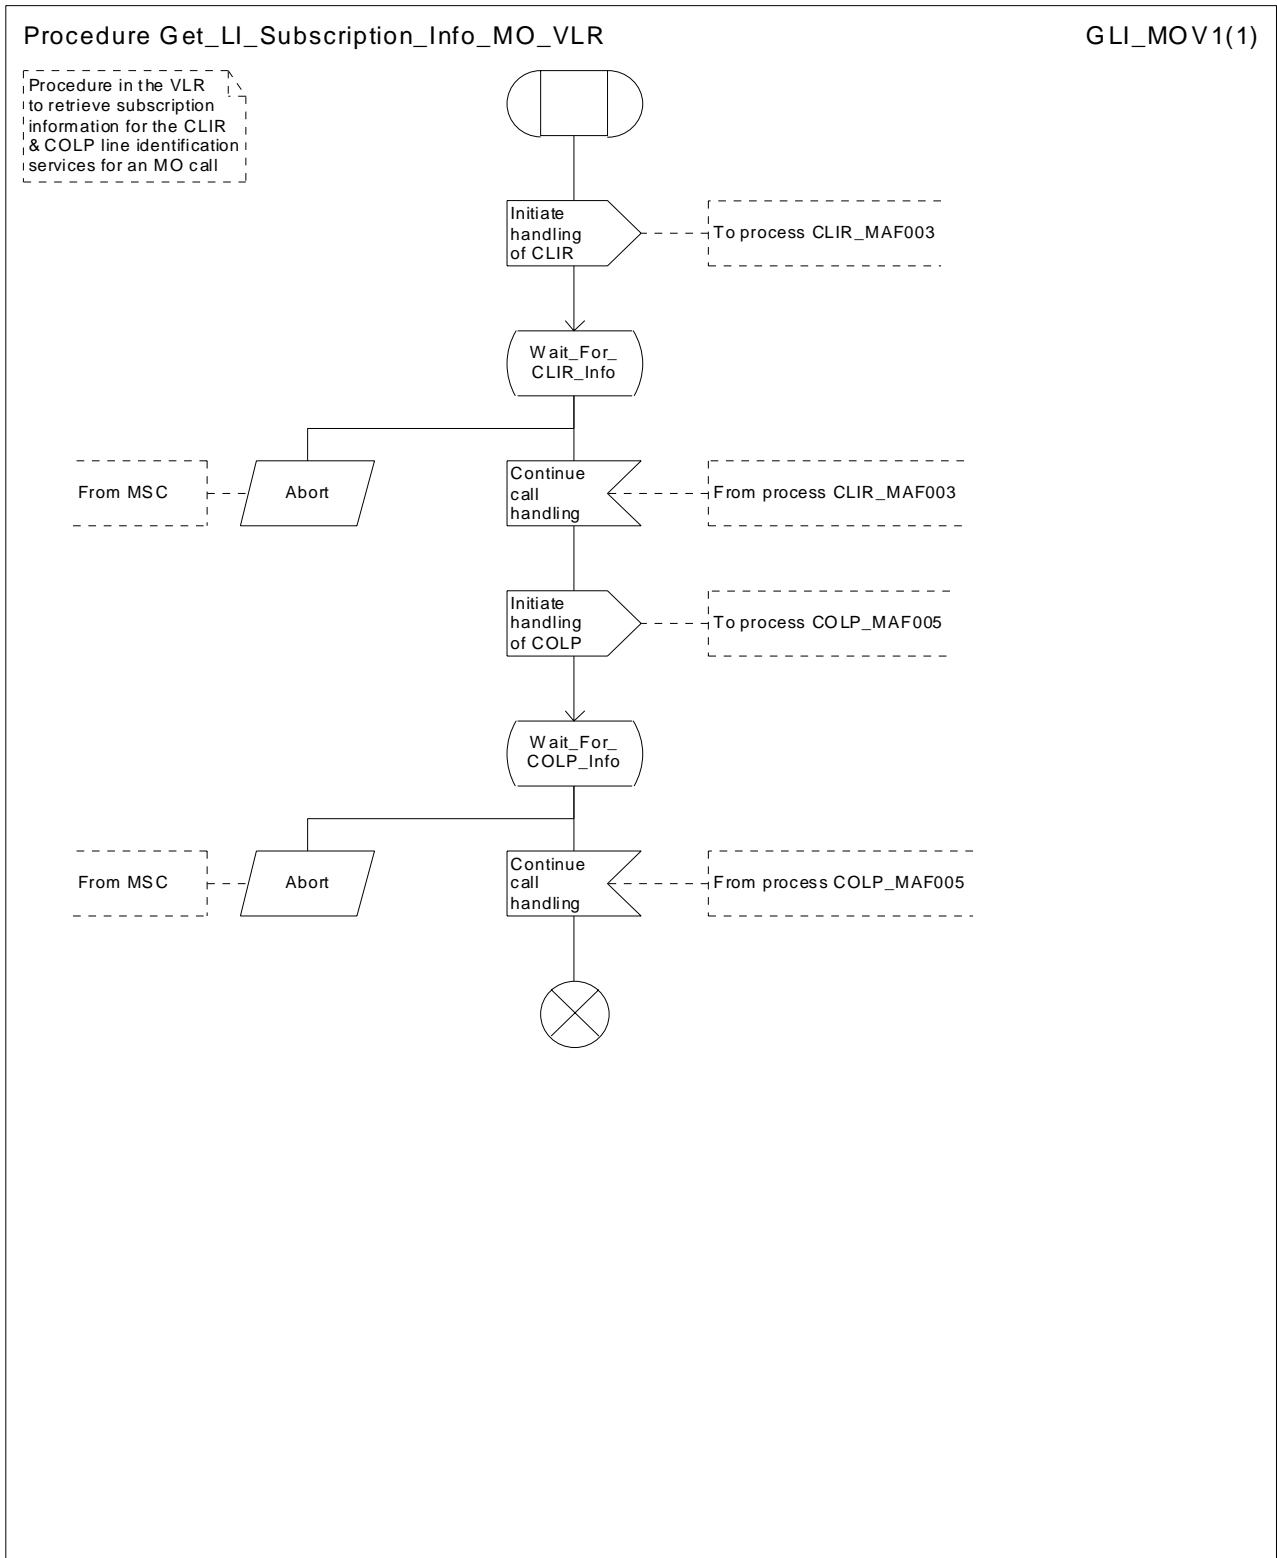 Procedure Get_LI_Subscription_Info_MO_VLR
GLI_MOV1(1)
Procedure in the VLR
to retrieve subscription
information for the CLIR
& COLP line identification
services for an MO call
Initiate
handling
of CLIR
To process CLIR_MAF003
Wait_For_
CLIR_Info
From MSC
Abort
Continue
call
handling
From process CLIR_MAF003
Initiate
handling
of COLP
To process COLP_MAF005
Wait_For_
COLP_Info
From MSC
Abort
Continue
call
handling
From process COLP_MAF005